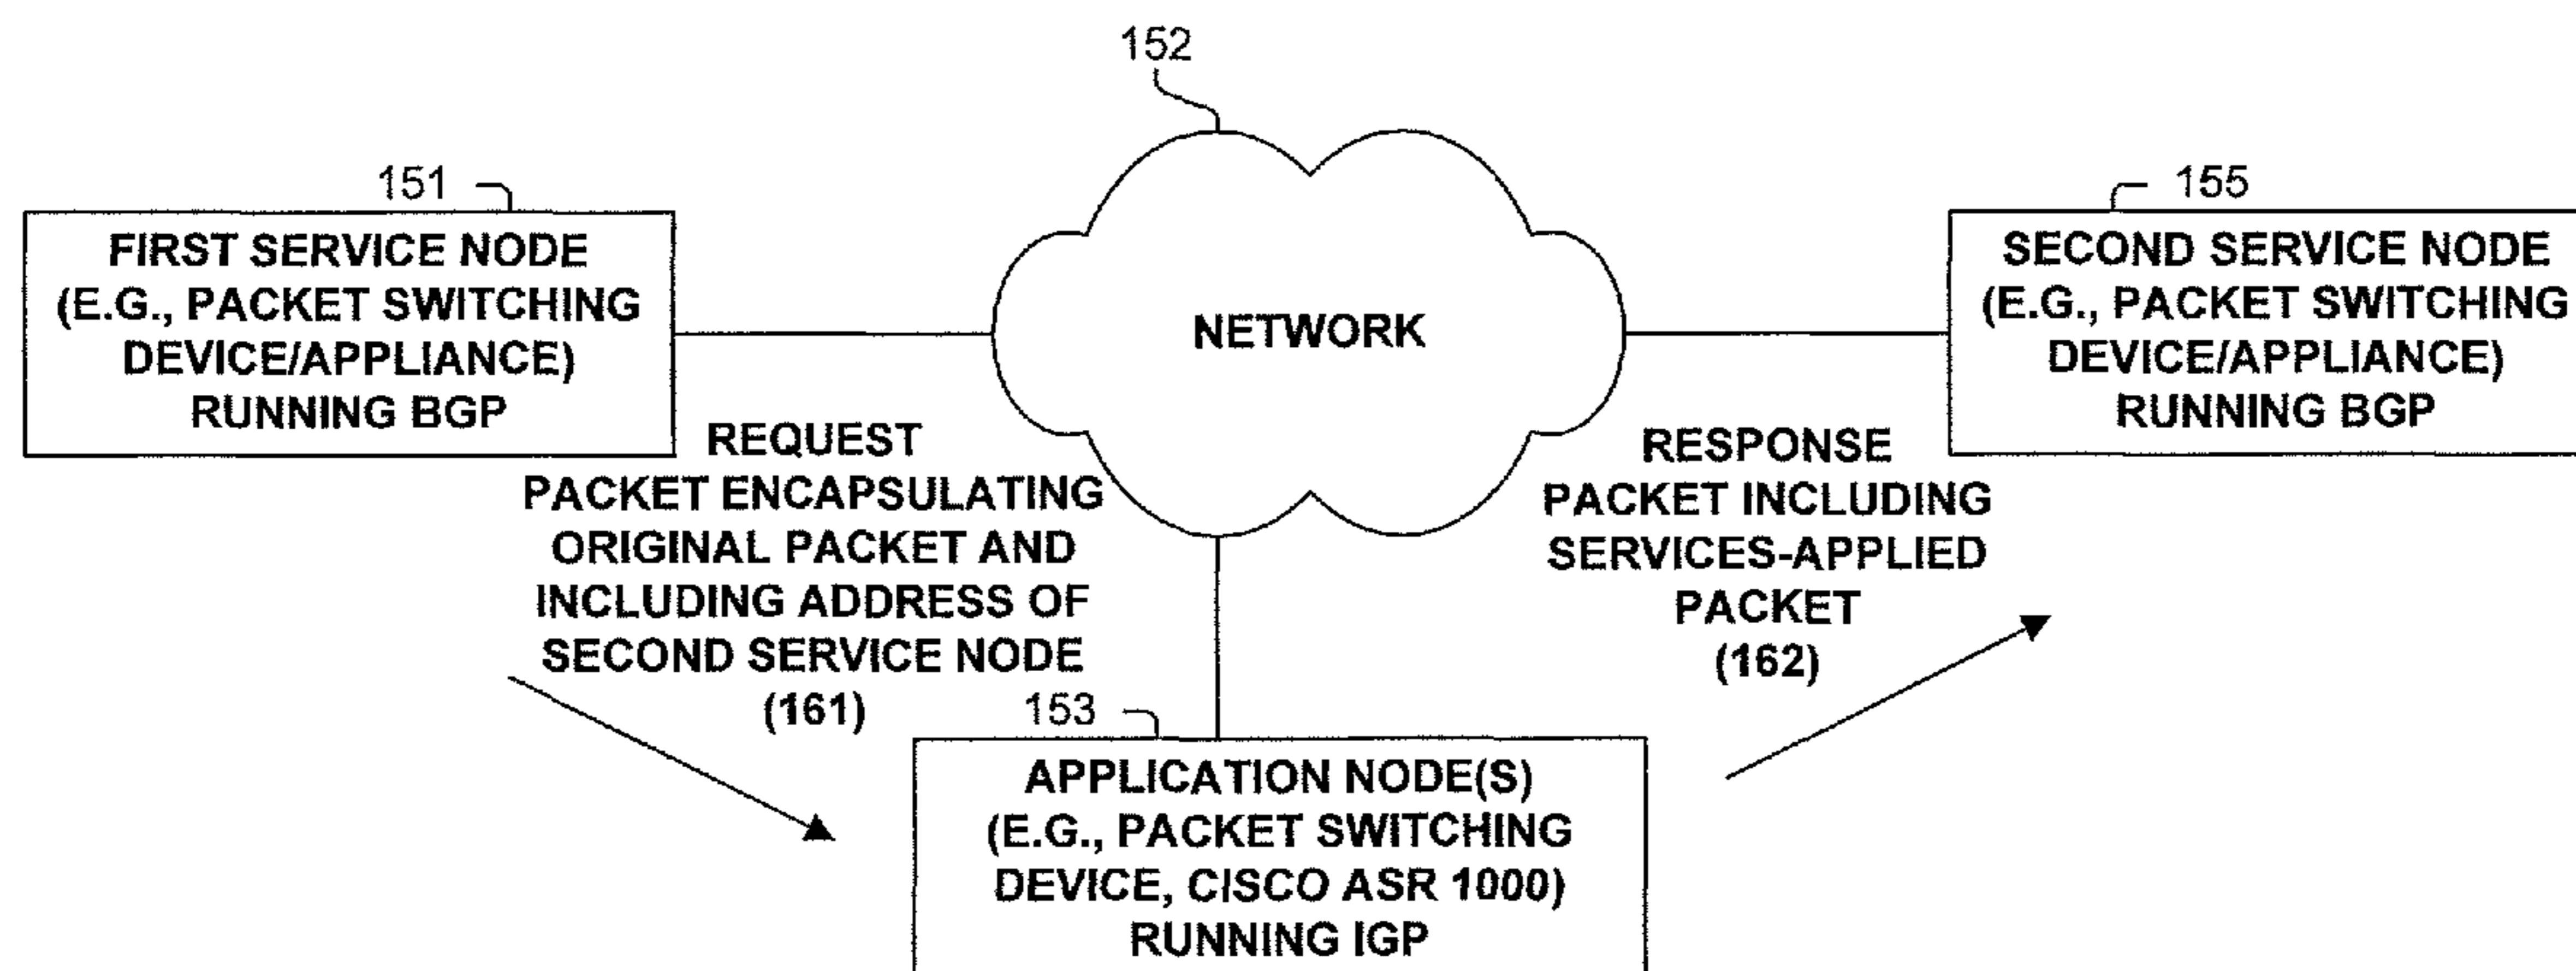 152
151
155
FIRST SERVICE NODE
(E.G., PACKET SWITCHING
DEVICE/APPLIANCE)
RUNNING BGP
NETWORK
SECOND SERVICE NODE
(E.G., PACKET SWITCHING
DEVICE/APPLIANCE)
RUNNING BGP
REQUEST
PACKET ENCAPSULATING
ORIGINAL PACKET AND
INCLUDING ADDRESS OF
SECOND SERVICE NODE
(161)
RESPONSE
PACKET INCLUDING
SERVICES-APPLIED
PACKET
(162)
153
APPLICATION NODE(S)
(E.G., PACKET SWITCHING
DEVICE, CISCO ASR 1000)
RUNNING IGP